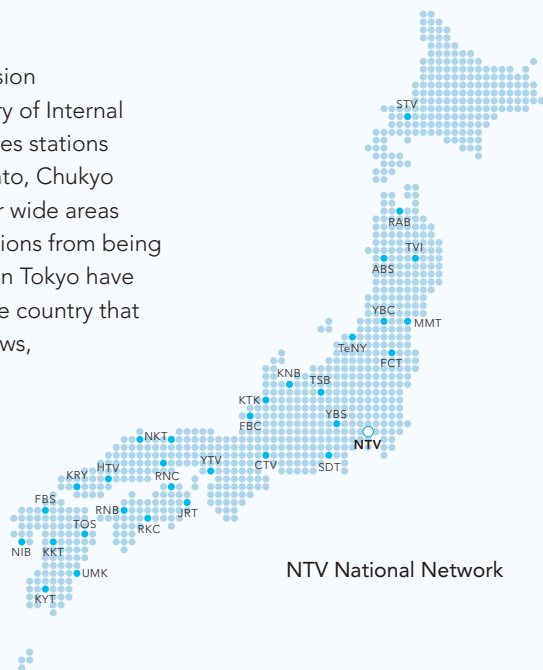 sion
ry of Internal
es stations
nto, Chukyo
r wide areas
ions from being
n Tokyo have
e country that
ws,
STV
RAB
TVI
ABS
YBC
MMT
TeNY
FCT
KNB
TSB
KTK
FBC
YBS
NTV
NKT
YTV
CTV
SDT
KRY
HTV
RNC
FBS
RNB
JRT
TOS
RKC
NIB
KKT
UMK
KYT
NTV National Network